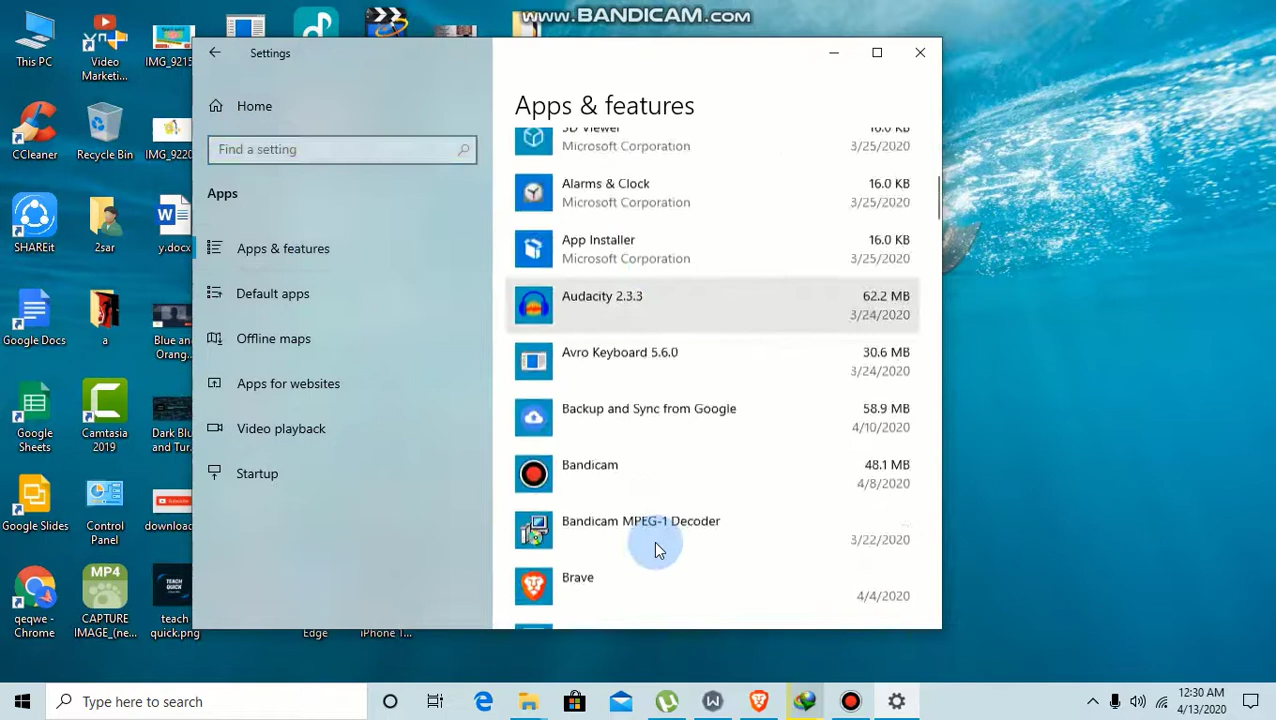 www.BANDICAM.com
This PC
Video
Marketi...
IMG_9215
CCleaner
Recycle Bin
IMG_9220
SHAREit
2sar
y.docx
Google Docs
a
Blue and
Orang...
Google
Sheets
Camtasia
2019
Dark Blu
and Tur...
Google Slides
Control
Panel
download
qeqwe -
Chrome
MP4
CAPTURE
IMAGE_(ne...
TEACH
QUICK
teach
quick.png
Edge
iPhone 1...
Settings
Home
Find a setting
Apps
Apps & features
Default apps
Offline maps
Apps for websites
Video playback
Startup
Apps & features
3D Viewer 16.0 KB
Microsoft Corporation 3/25/2020
Alarms & Clock 16.0 KB
Microsoft Corporation 3/25/2020
App Installer 16.0 KB
Microsoft Corporation 3/25/2020
Audacity 2.3.3 62.2 MB
3/24/2020
Avro Keyboard 5.6.0 30.6 MB
3/24/2020
Backup and Sync from Google 58.9 MB
4/10/2020
Bandicam 48.1 MB
4/8/2020
Bandicam MPEG-1 Decoder
3/22/2020
Brave
4/4/2020
Type here to search
12:30 AM
4/13/2020